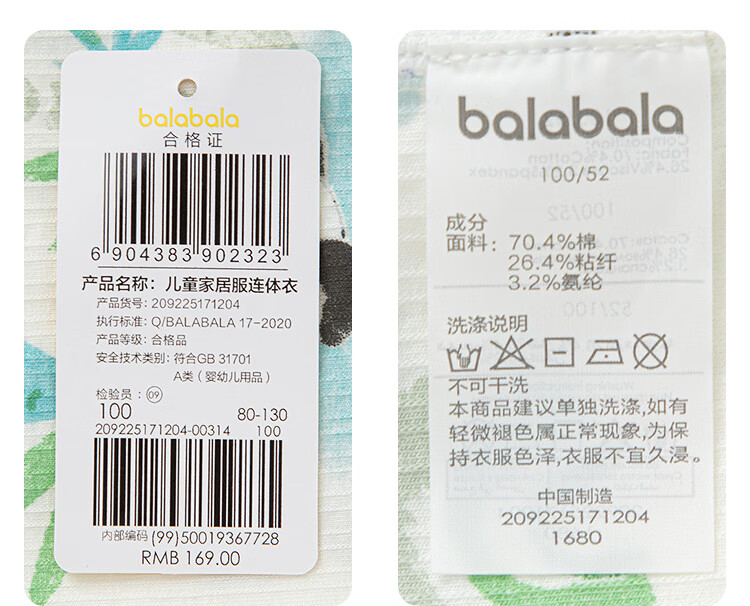 balabala
合格证
6 904383 902323
产品名称：儿童家居服连体衣
产品货号: 209225171204
执行标准: Q/BALABALA 17-2020
产品等级: 合格品
安全技术类别: 符合GB 31701
A类（婴幼儿用品）
检验员：09
100 80-130
209225171204-00314 100
内部编码 (99)50019367728
RMB 169.00
balabala
100/52
成分
面料：70.4%棉
26.4%粘纤
3.2%氨纶
洗涤说明
不可干洗
本商品建议单独洗涤,如有
轻微褪色属正常现象,为保
持衣服色泽,衣服不宜久浸。
中国制造
209225171204
1680